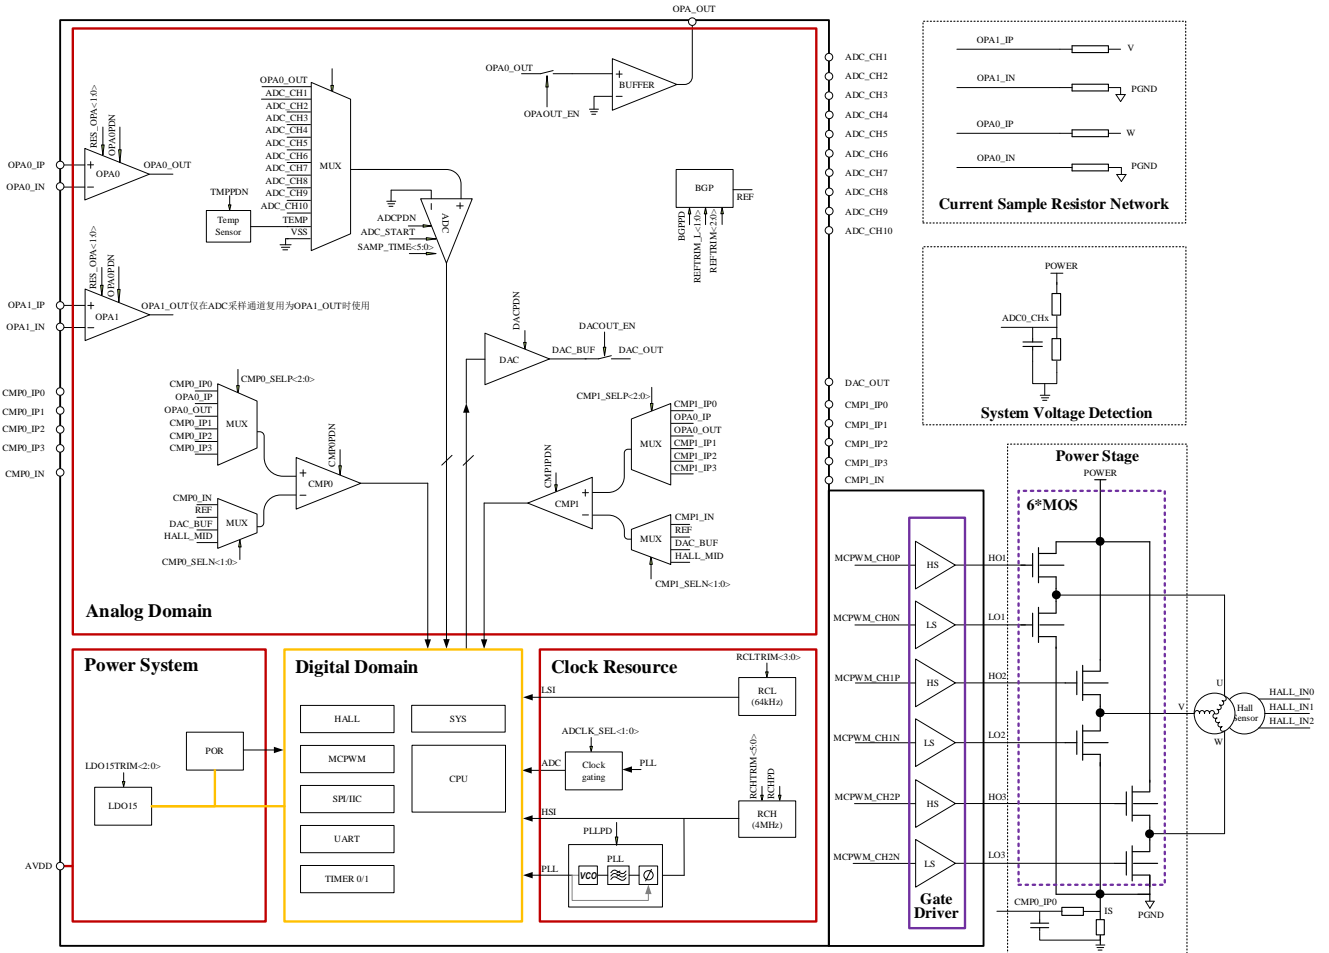 OPA_OUT
OPA0_OUT
OPAOUT_EN
+
−
BUFFER
OPA0_OUT
ADC_CH1
ADC_CH2
ADC_CH3
ADC_CH4
ADC_CH5
ADC_CH6
ADC_CH7
ADC_CH8
ADC_CH9
ADC_CH10
TEMP
VSS
MUX
TMPPDN
Temp
Sensor
ADCPDN
ADC_START
SAMP_TIME<5:0>
−
+
ADC
RES_OPA<1:0>
OPA0PDN
OPA0_IP
OPA0_IN
+
−
OPA0
OPA0_OUT
RES_OPA<1:0>
OPA0PDN
OPA1_IP
OPA1_IN
+
−
OPA1
OPA1_OUT仅在ADC采样通道复用为OPA1_OUT时使用
BGP
REF
BGPPD
REFTRIM_L<1:0>
REFTRIM<2:0>
DACPDN
DAC
DAC_BUF
DACOUT_EN
DAC_OUT
CMP0_IP0
CMP0_IP1
CMP0_IP2
CMP0_IP3
CMP0_IN
CMP0_SELP<2:0>
CMP0_IP0
OPA0_IP
OPA0_OUT
CMP0_IP1
CMP0_IP2
CMP0_IP3
MUX
CMP0_IN
REF
DAC_BUF
HALL_MID
MUX
CMP0_SELN<1:0>
CMP0PDN
+
−
CMP0
CMP1_SELP<2:0>
CMP1_IP0
OPA0_IP
OPA0_OUT
CMP1_IP1
CMP1_IP2
CMP1_IP3
MUX
CMP1PDN
+
−
CMP1
CMP1_IN
REF
DAC_BUF
HALL_MID
MUX
CMP1_SELN<1:0>
Analog Domain
ADC_CH1
ADC_CH2
ADC_CH3
ADC_CH4
ADC_CH5
ADC_CH6
ADC_CH7
ADC_CH8
ADC_CH9
ADC_CH10
DAC_OUT
CMP1_IP0
CMP1_IP1
CMP1_IP2
CMP1_IP3
CMP1_IN
OPA1_IP
V
OPA1_IN
PGND
OPA0_IP
W
OPA0_IN
PGND
Current Sample Resistor Network
POWER
ADC0_CHx
System Voltage Detection
Power Stage
POWER
6*MOS
MCPWM_CH0P
HS
HO1
MCPWM_CH0N
LS
LO1
MCPWM_CH1P
HS
HO2
MCPWM_CH1N
LS
LO2
MCPWM_CH2P
HS
HO3
MCPWM_CH2N
LS
LO3
Gate
Driver
U
V
W
Hall
Sensor
HALL_IN0
HALL_IN1
HALL_IN2
CMP0_IP0
IS
PGND
Power System
POR
LDO15TRIM<2:0>
LDO15
AVDD
Digital Domain
HALL
SYS
MCPWM
CPU
SPI/IIC
UART
TIMER 0/1
Clock Resource
RCLTRIM<3:0>
LSI
RCL
(64kHz)
ADCLK_SEL<1:0>
ADC
Clock
gating
PLL
RCHTRIM<5:0>
RCHPD
HSI
RCH
(4MHz)
PLLPD
PLL
PLL
VCO